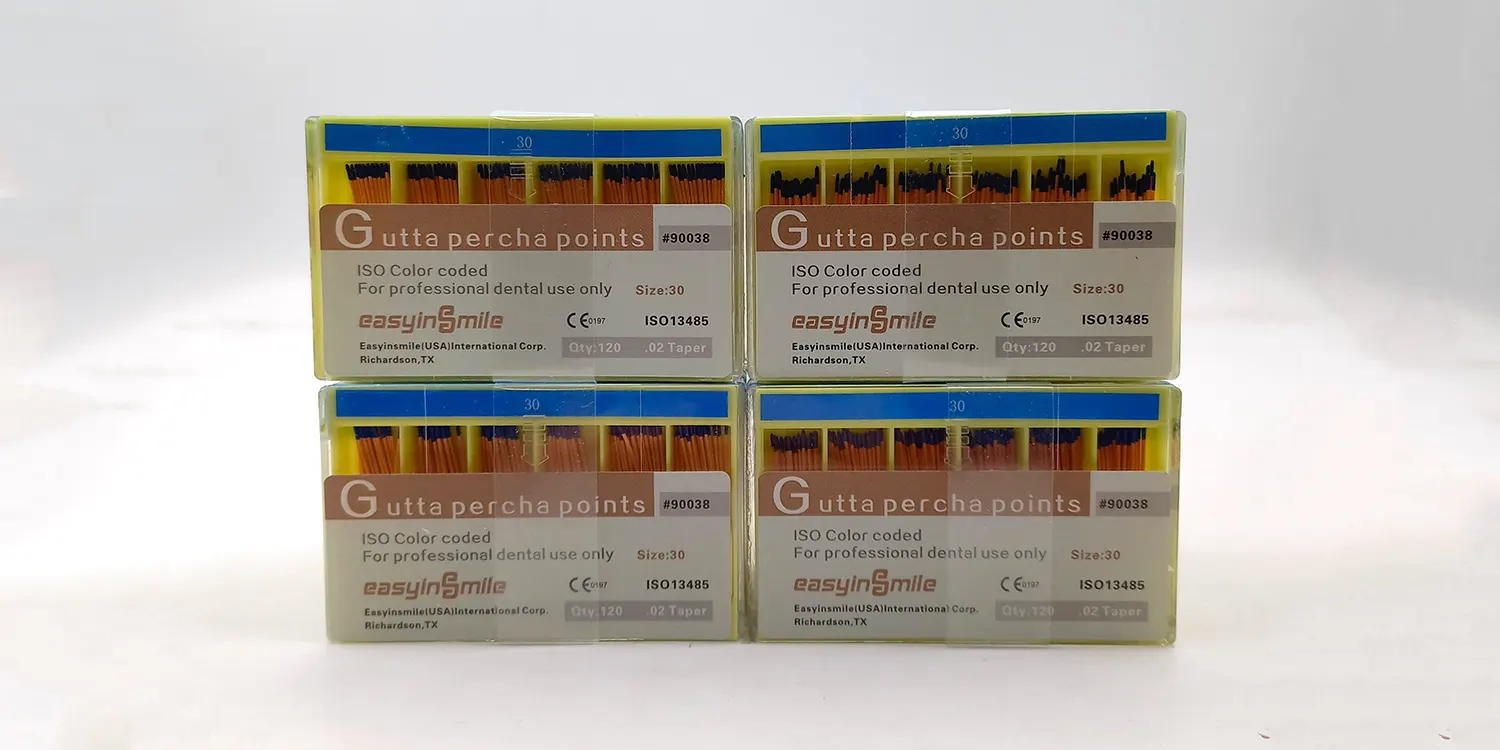 30
Gutta percha points #90038
ISO Color coded
For professional dental use only Size:30
easyinSmile CE0197 ISO13485
Easyinsmile(USA)International Corp. Qty:120 .02 Taper
Richardson,TX
30
Gutta percha points #90038
ISO Color coded
For professional dental use only Size:30
easyinSmile CE0197 ISO13485
Easyinsmile(USA)International Corp. Qty:120 .02 Taper
Richardson,TX
30
Gutta percha points #90038
ISO Color coded
For professional dental use only Size:30
easyinSmile CE0197 ISO13485
Easyinsmile(USA)International Corp. Qty:120 .02 Taper
Richardson,TX
30
Gutta percha points #90038
ISO Color coded
For professional dental use only Size:30
easyinSmile CE0197 ISO13485
Easyinsmile(USA)International Corp. Qty:120 .02 Taper
Richardson,TX